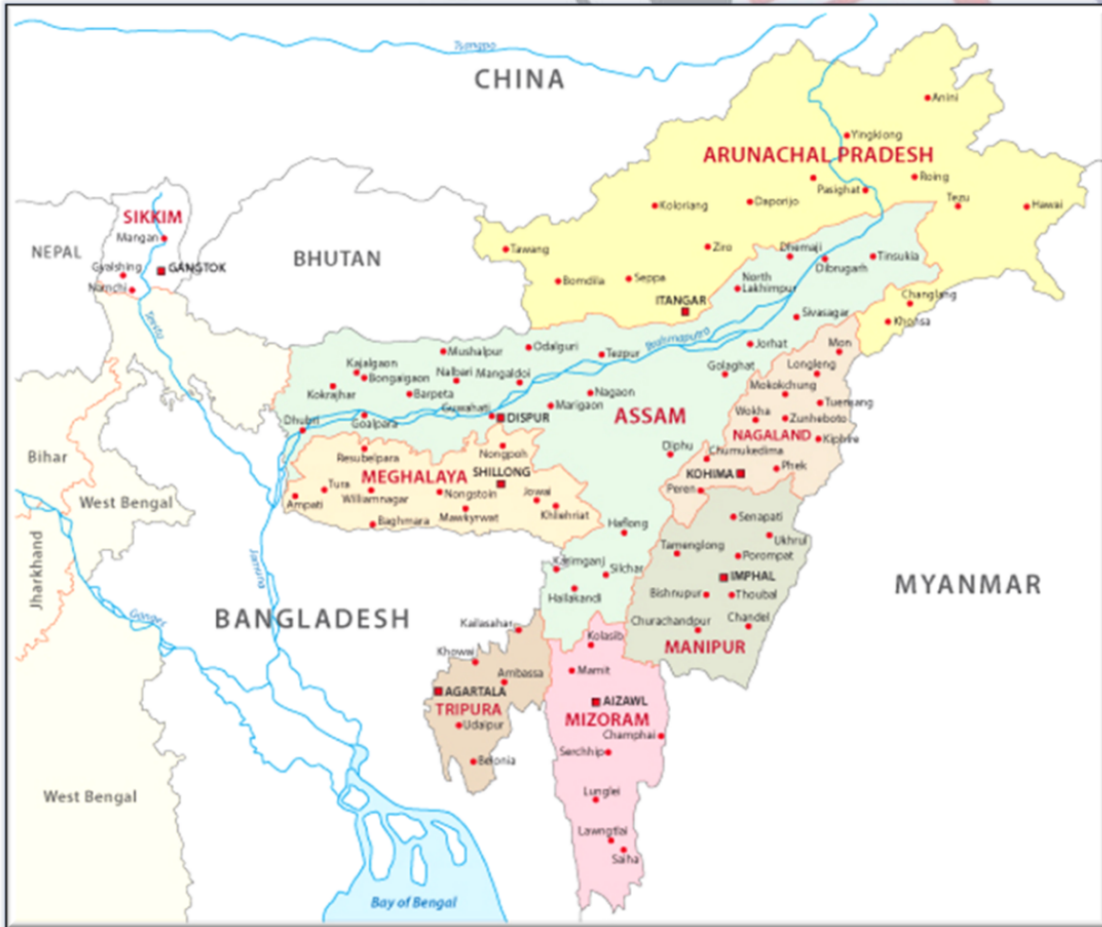 Tsangpo
CHINA
Anini
Yingkiong
ARUNACHAL PRADESH
Roing
Pasighat
Tezu
Hawai
Koloriang
Daporijo
SIKKIM
Mangan
NEPAL
BHUTAN
Tawang
Ziro
Dhemaji
Tinsukia
Dibrugarh
Gyalshing
GANGTOK
Namchi
Bomdila
Seppa
North
Lakhimpur
ITANGAR
Changlang
Khonsa
Sivasagar
Teesta
Brahmaputra
Mushalpur
Odalguri
Tezpur
Jorhat
Mon
Kajalgaon
Bongaigaon
Nalbari
Mangaldoi
Golaghat
Longleng
Kokrajhar
Barpeta
Nagaon
Mokokchung
Tuensang
Guwahati
DISPUR
Marigaon
ASSAM
Wokha
Zunheboto
Dhubri
Goalpara
NAGALAND
Kiphire
Bihar
Resubelpara
Nongpoh
Diphu
Chumukedima
MEGHALAYA
SHILLONG
KOHIMA
Phek
Tura
Williamnagar
Nongstoin
Jowai
Peren
West Bengal
Ampati
Khliehriat
Baghmara
Mawkyrwat
Haflong
Senapati
Ukhrul
Jharkhand
Jamuna
Tamenglong
Porompat
Karimganj
Silchar
IMPHAL
MYANMAR
Hailakandi
Bishnupur
Thoubal
Ganges
BANGLADESH
Kailasahar
Churachandpur
Chandel
Kolasib
MANIPUR
Khowai
Ambassa
Mamit
AGARTALA
AIZAWL
TRIPURA
MIZORAM
Udaipur
Champhai
Serchhip
Belonia
West Bengal
Lunglei
Lawngtlai
Saiha
Bay of Bengal